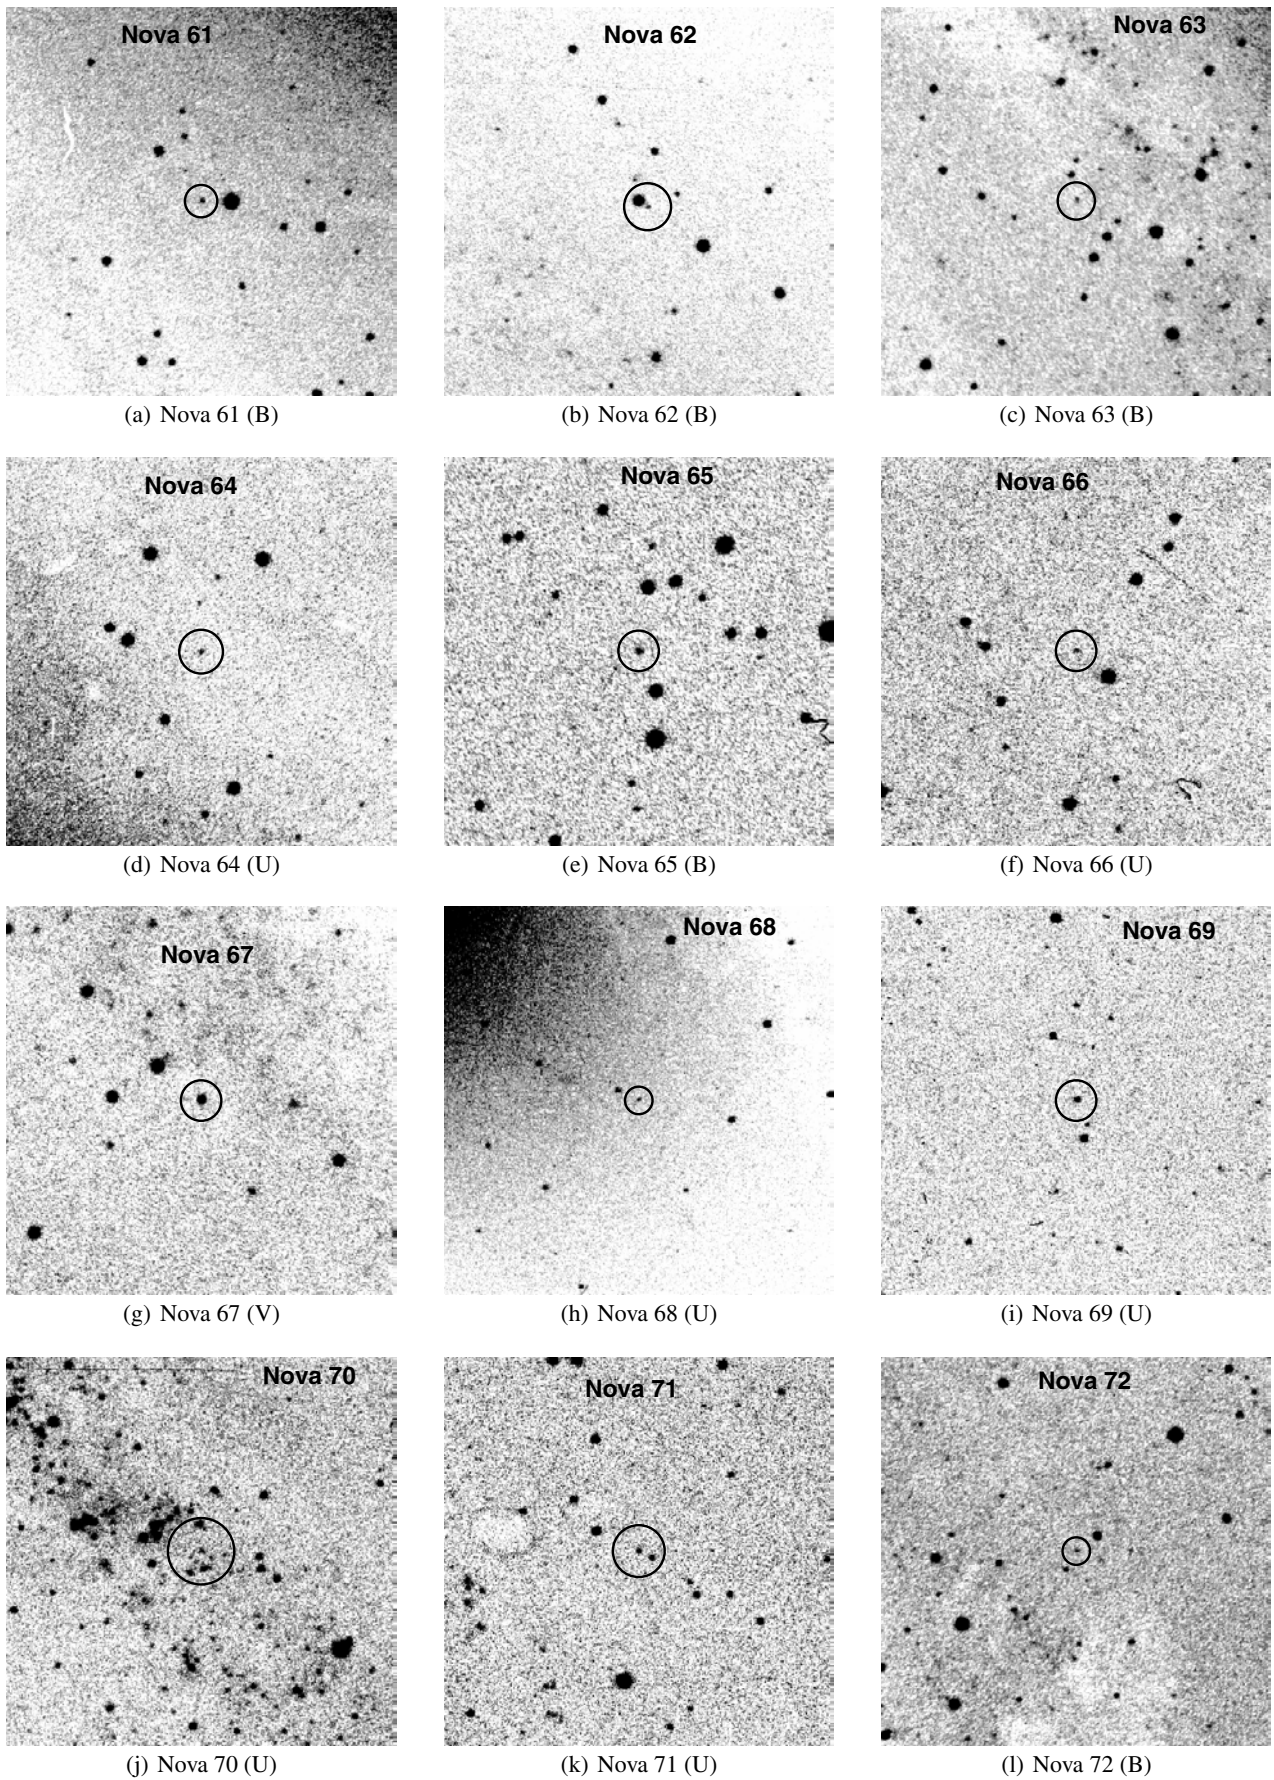 Nova 61
Nova 62
Nova 63
(a) Nova 61 (B)
(b) Nova 62 (B)
(c) Nova 63 (B)
Nova 64
Nova 65
Nova 66
(d) Nova 64 (U)
(e) Nova 65 (B)
(f) Nova 66 (U)
Nova 67
Nova 68
Nova 69
(g) Nova 67 (V)
(h) Nova 68 (U)
(i) Nova 69 (U)
Nova 70
Nova 71
Nova 72
(j) Nova 70 (U)
(k) Nova 71 (U)
(l) Nova 72 (B)